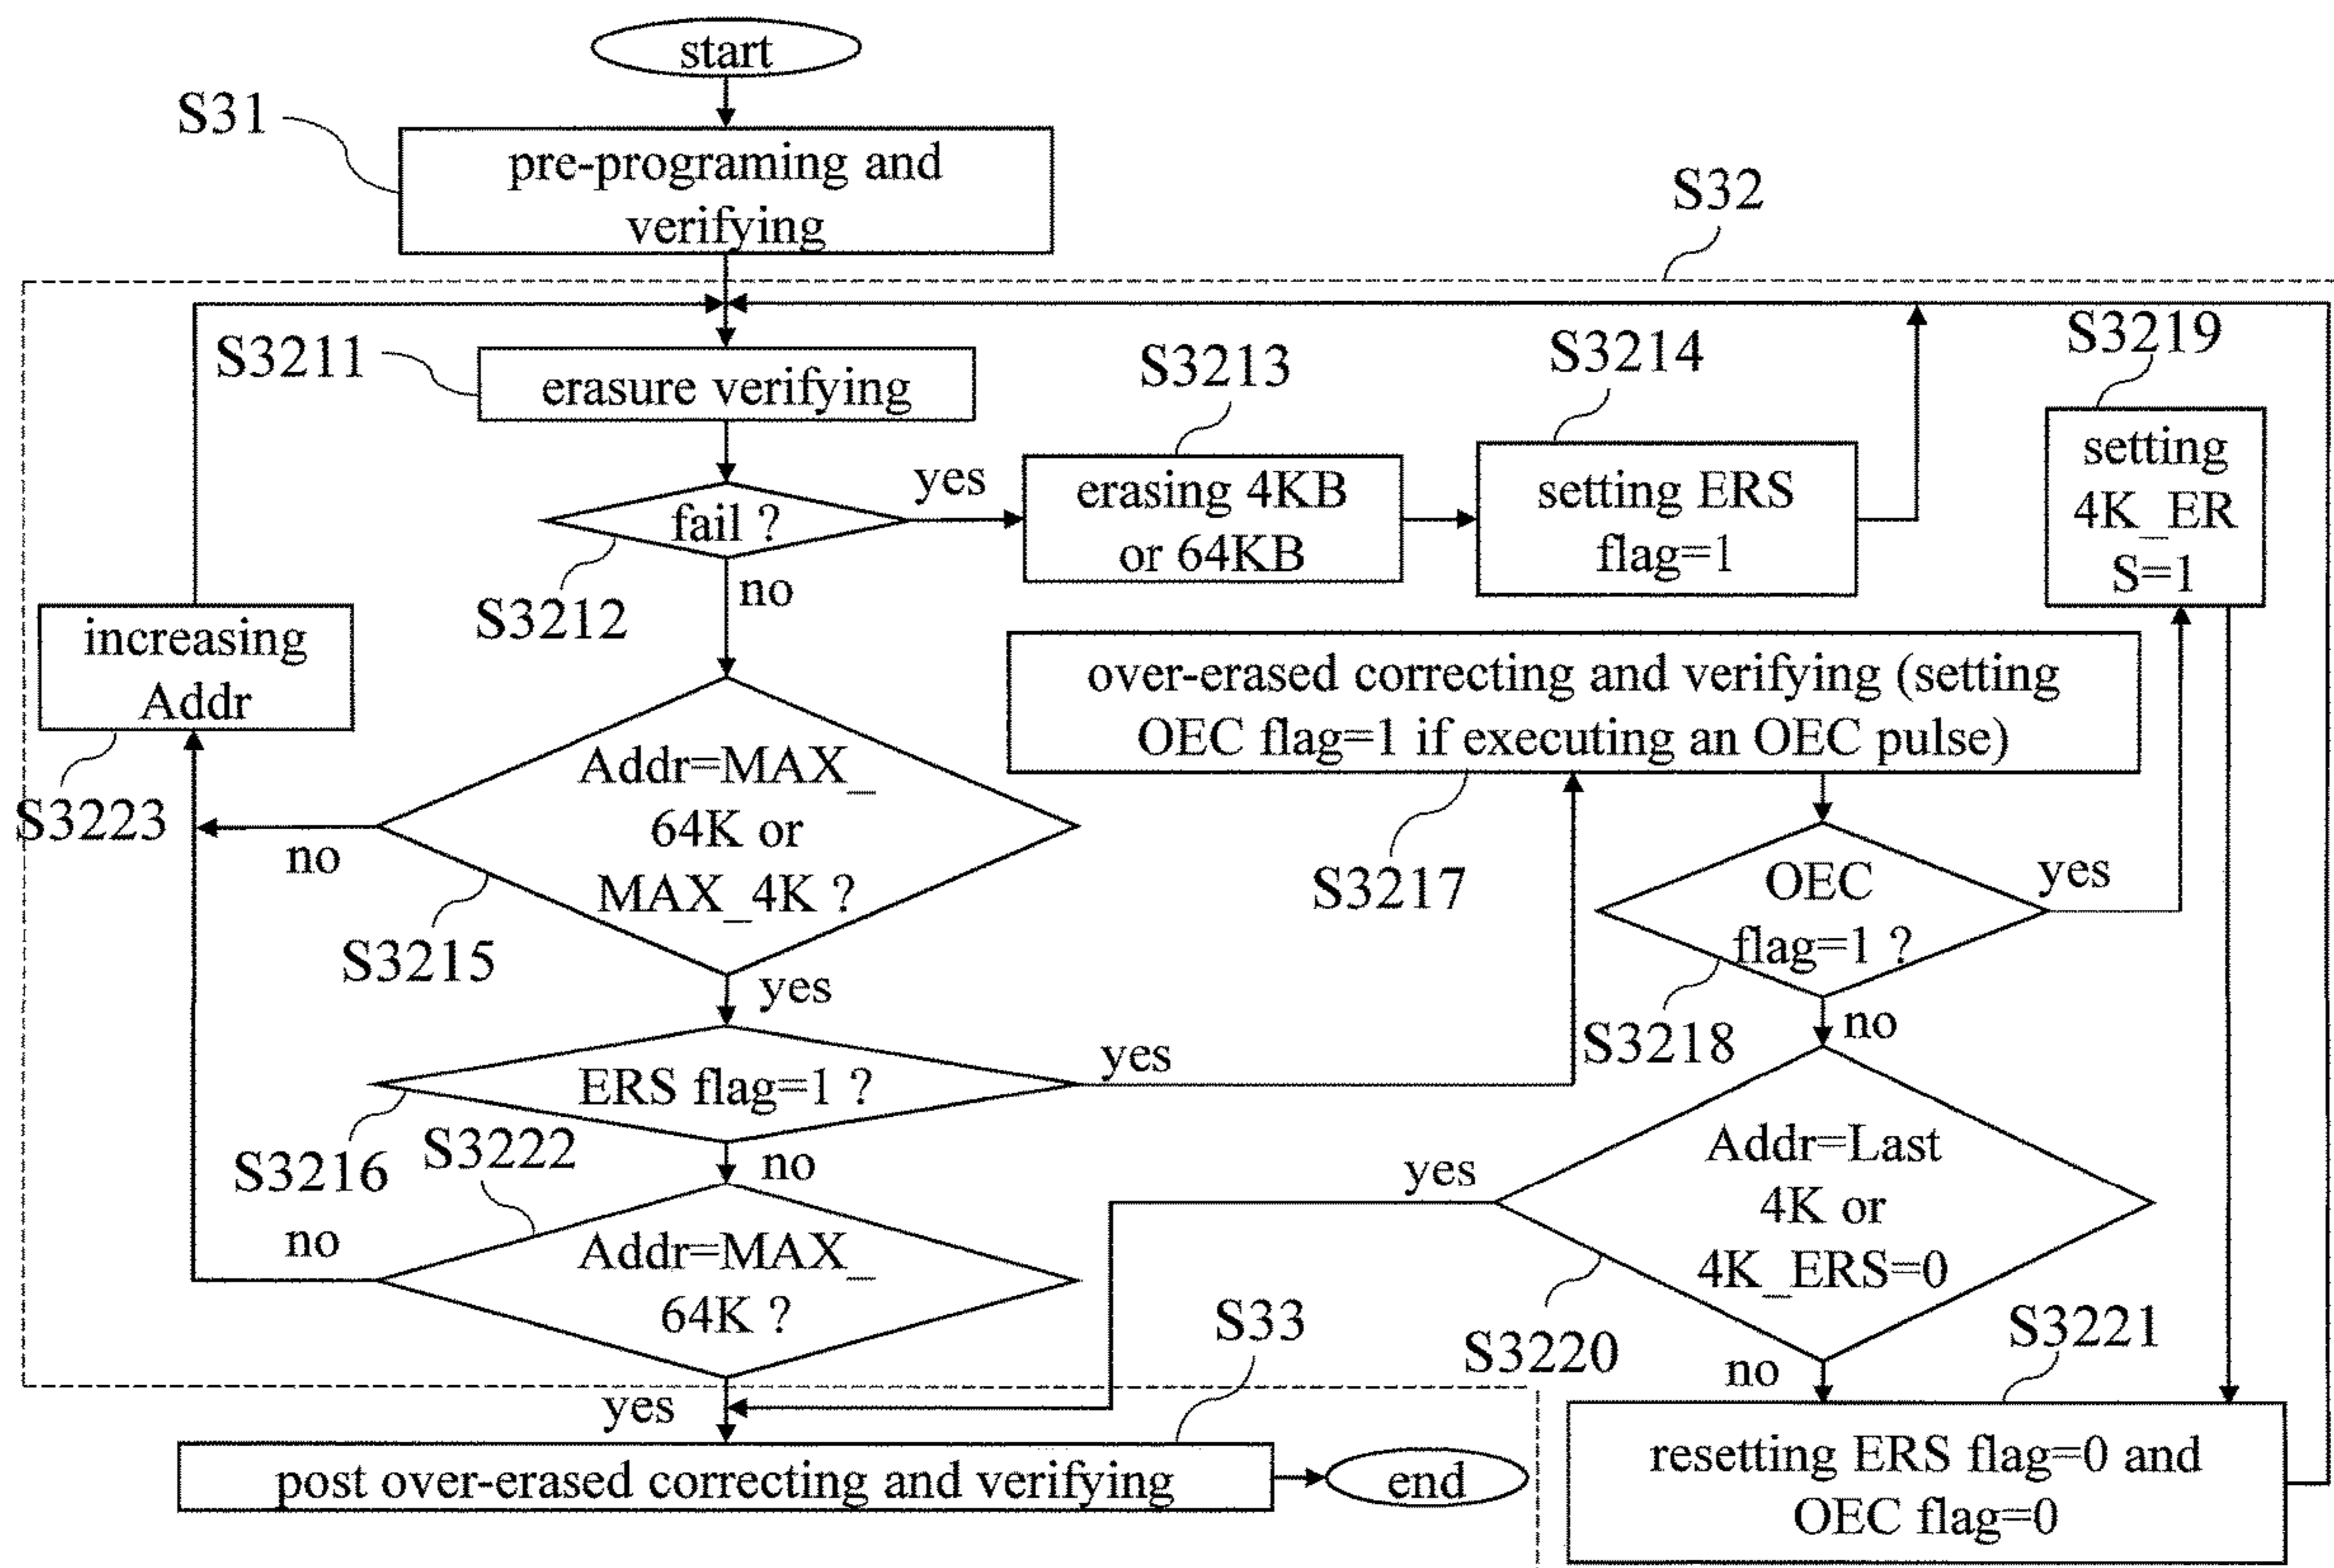 start
S31
pre-programing and
verifying
S32
S3211
erasure verifying
S3213
S3214
S3219
fail ?
yes
erasing 4KB
or 64KB
setting ERS
flag=1
setting
4K_ER
S=1
S3212
no
increasing
Addr
over-erased correcting and verifying (setting
OEC flag=1 if executing an OEC pulse)
S3223
no
Addr=MAX_
64K or
MAX_4K ?
S3217
OEC
flag=1 ?
yes
S3215
yes
S3218
no
ERS flag=1 ?
yes
S3216
S3222
no
yes
Addr=Last
4K or
4K_ERS=0
no
Addr=MAX_
64K ?
S33
S3220
no
S3221
yes
post over-erased correcting and verifying
end
resetting ERS flag=0 and
OEC flag=0